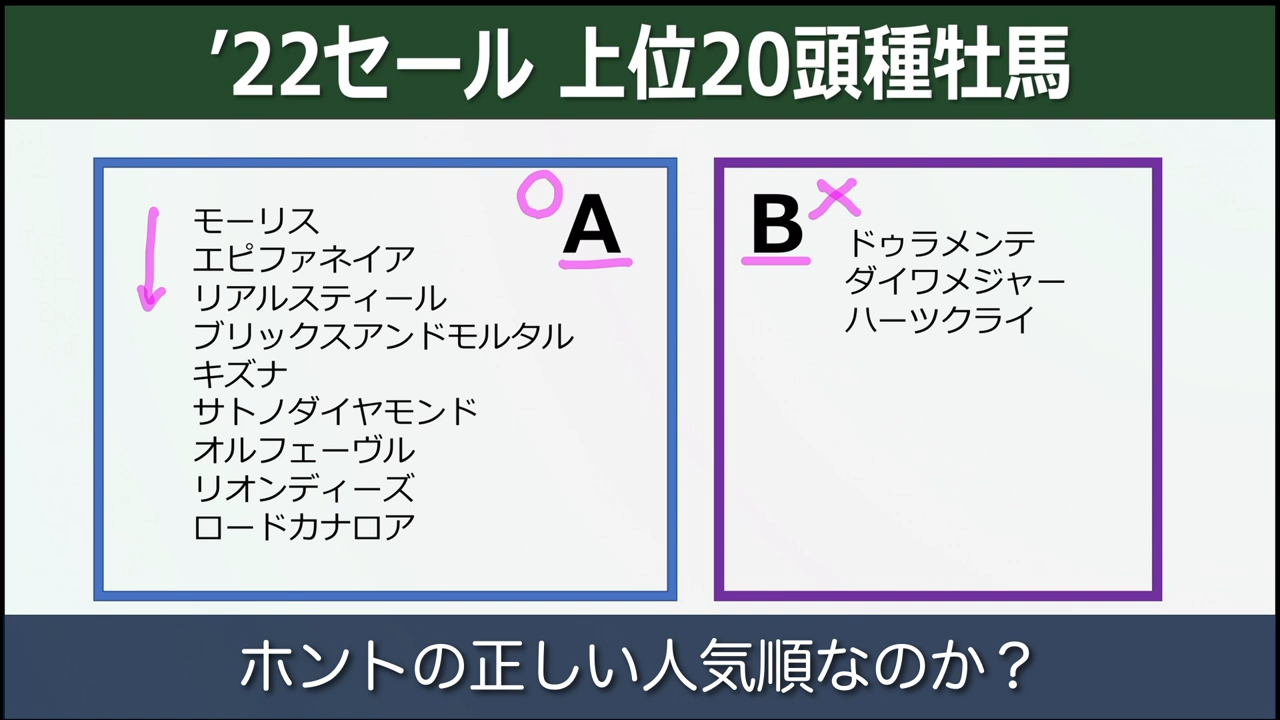 ’22セール 上位20頭種牡馬
A
モーリス
エピファネイア
リアルスティール
ブリックスアンドモルタル
キズナ
サトノダイヤモンド
オルフェーヴル
リオンディーズ
ロードカナロア
B
ドゥラメンテ
ダイワメジャー
ハーツクライ
ホントの正しい人気順なのか？